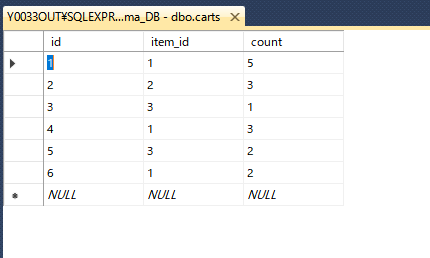 Y0033OUT¥SQLEXPR...ma_DB - dbo.carts
id item_id count
1 1 5
2 2 3
3 3 1
4 1 3
5 3 2
6 1 2
NULL NULL NULL